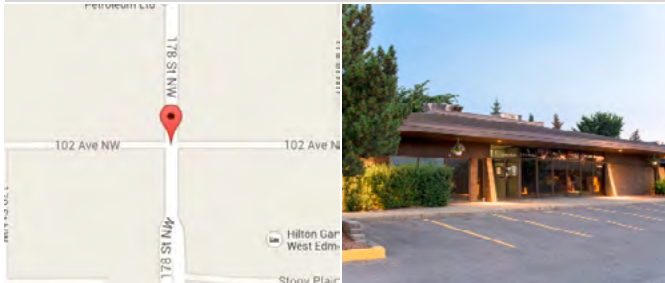 Petroleum Ltd
178 St NW
102 Ave NW
102 Ave N
178 St NW
Hilton Gar
West Edm
Stony Plain